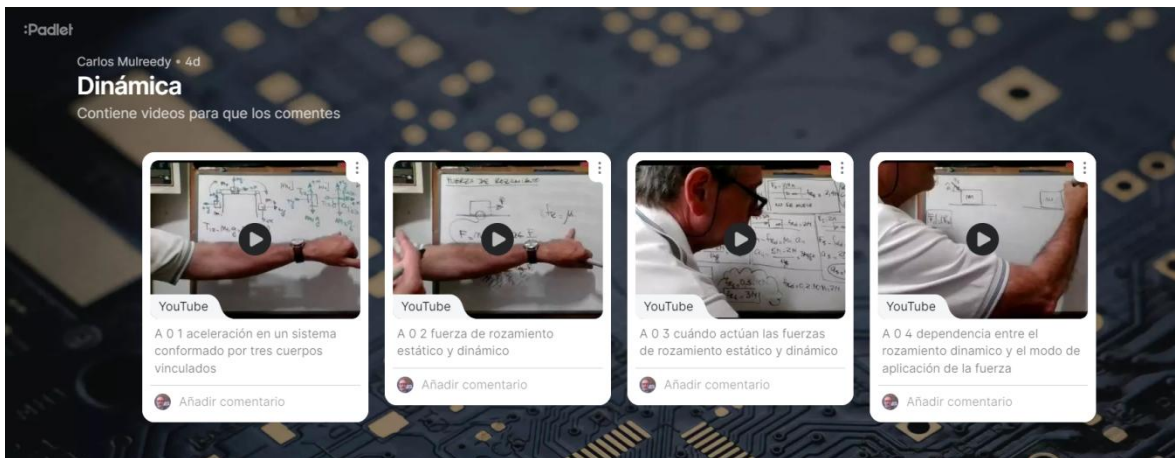 :Padlet
Carlos Mulreedy • 4d
Dinámica
Contiene videos para que los comentes
YouTube
A 0 1 aceleración en un sistema
conformado por tres cuerpos
vinculados
Añadir comentario
FUERZA DE ROZAMIENTO
YouTube
A 0 2 fuerza de rozamiento
estático y dinámico
Añadir comentario
YouTube
A 0 3 cuándo actúan las fuerzas
de rozamiento estático y dinámico
Añadir comentario
YouTube
A 0 4 dependencia entre el
rozamiento dinamico y el modo de
aplicación de la fuerza
Añadir comentario